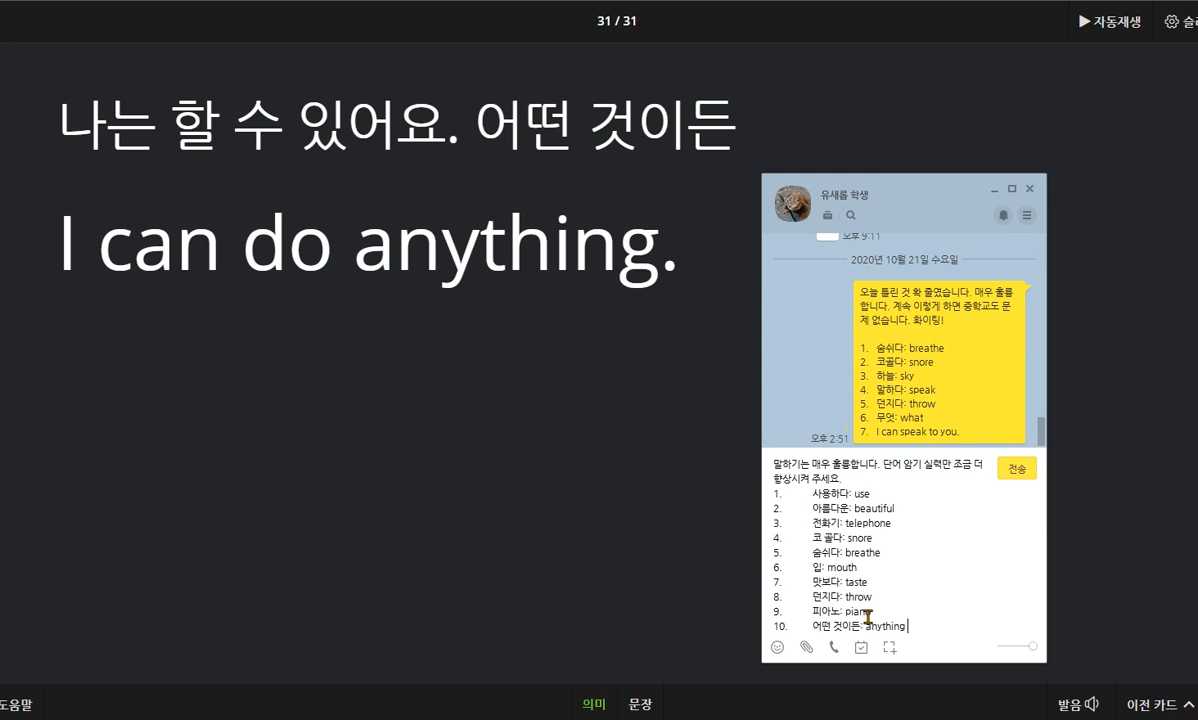 31 / 31
자동재생
나는 할 수 있어요. 어떤 것이든
I can do anything.
유새롬 학생
오후 9:11
2020년 10월 21일 수요일
오늘 틀린 것 확 줄였습니다. 매우 훌륭
합니다. 계속 이렇게 하면 중학교도 문
제 없습니다. 화이팅!
1. 숨쉬다: breathe
2. 코골다: snore
3. 하늘: sky
4. 말하다: speak
5. 던지다: throw
6. 무엇: what
7. I can speak to you.
오후 2:51
말하기는 매우 훌륭합니다. 단어 암기 실력만 조금 더
향상시켜 주세요.
전송
1. 사용하다: use
2. 아름다운: beautiful
3. 전화기: telephone
4. 코 골다: snore
5. 숨쉬다: breathe
6. 입: mouth
7. 맛보다: taste
8. 던지다: throw
9. 피아노: piano
10. 어떤 것이든: anything
도움말
의미
문장
발음
이전 카드